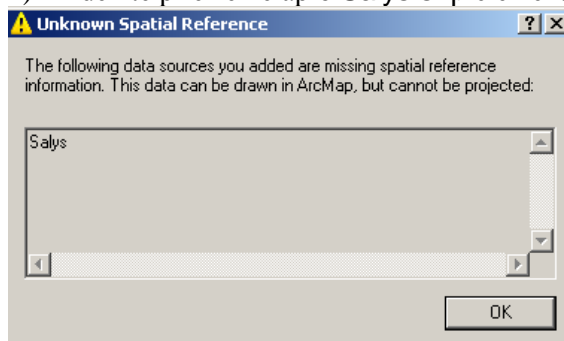 Unknown Spatial Reference
The following data sources you added are missing spatial reference
information. This data can be drawn in ArcMap, but cannot be projected:
Salys
OK